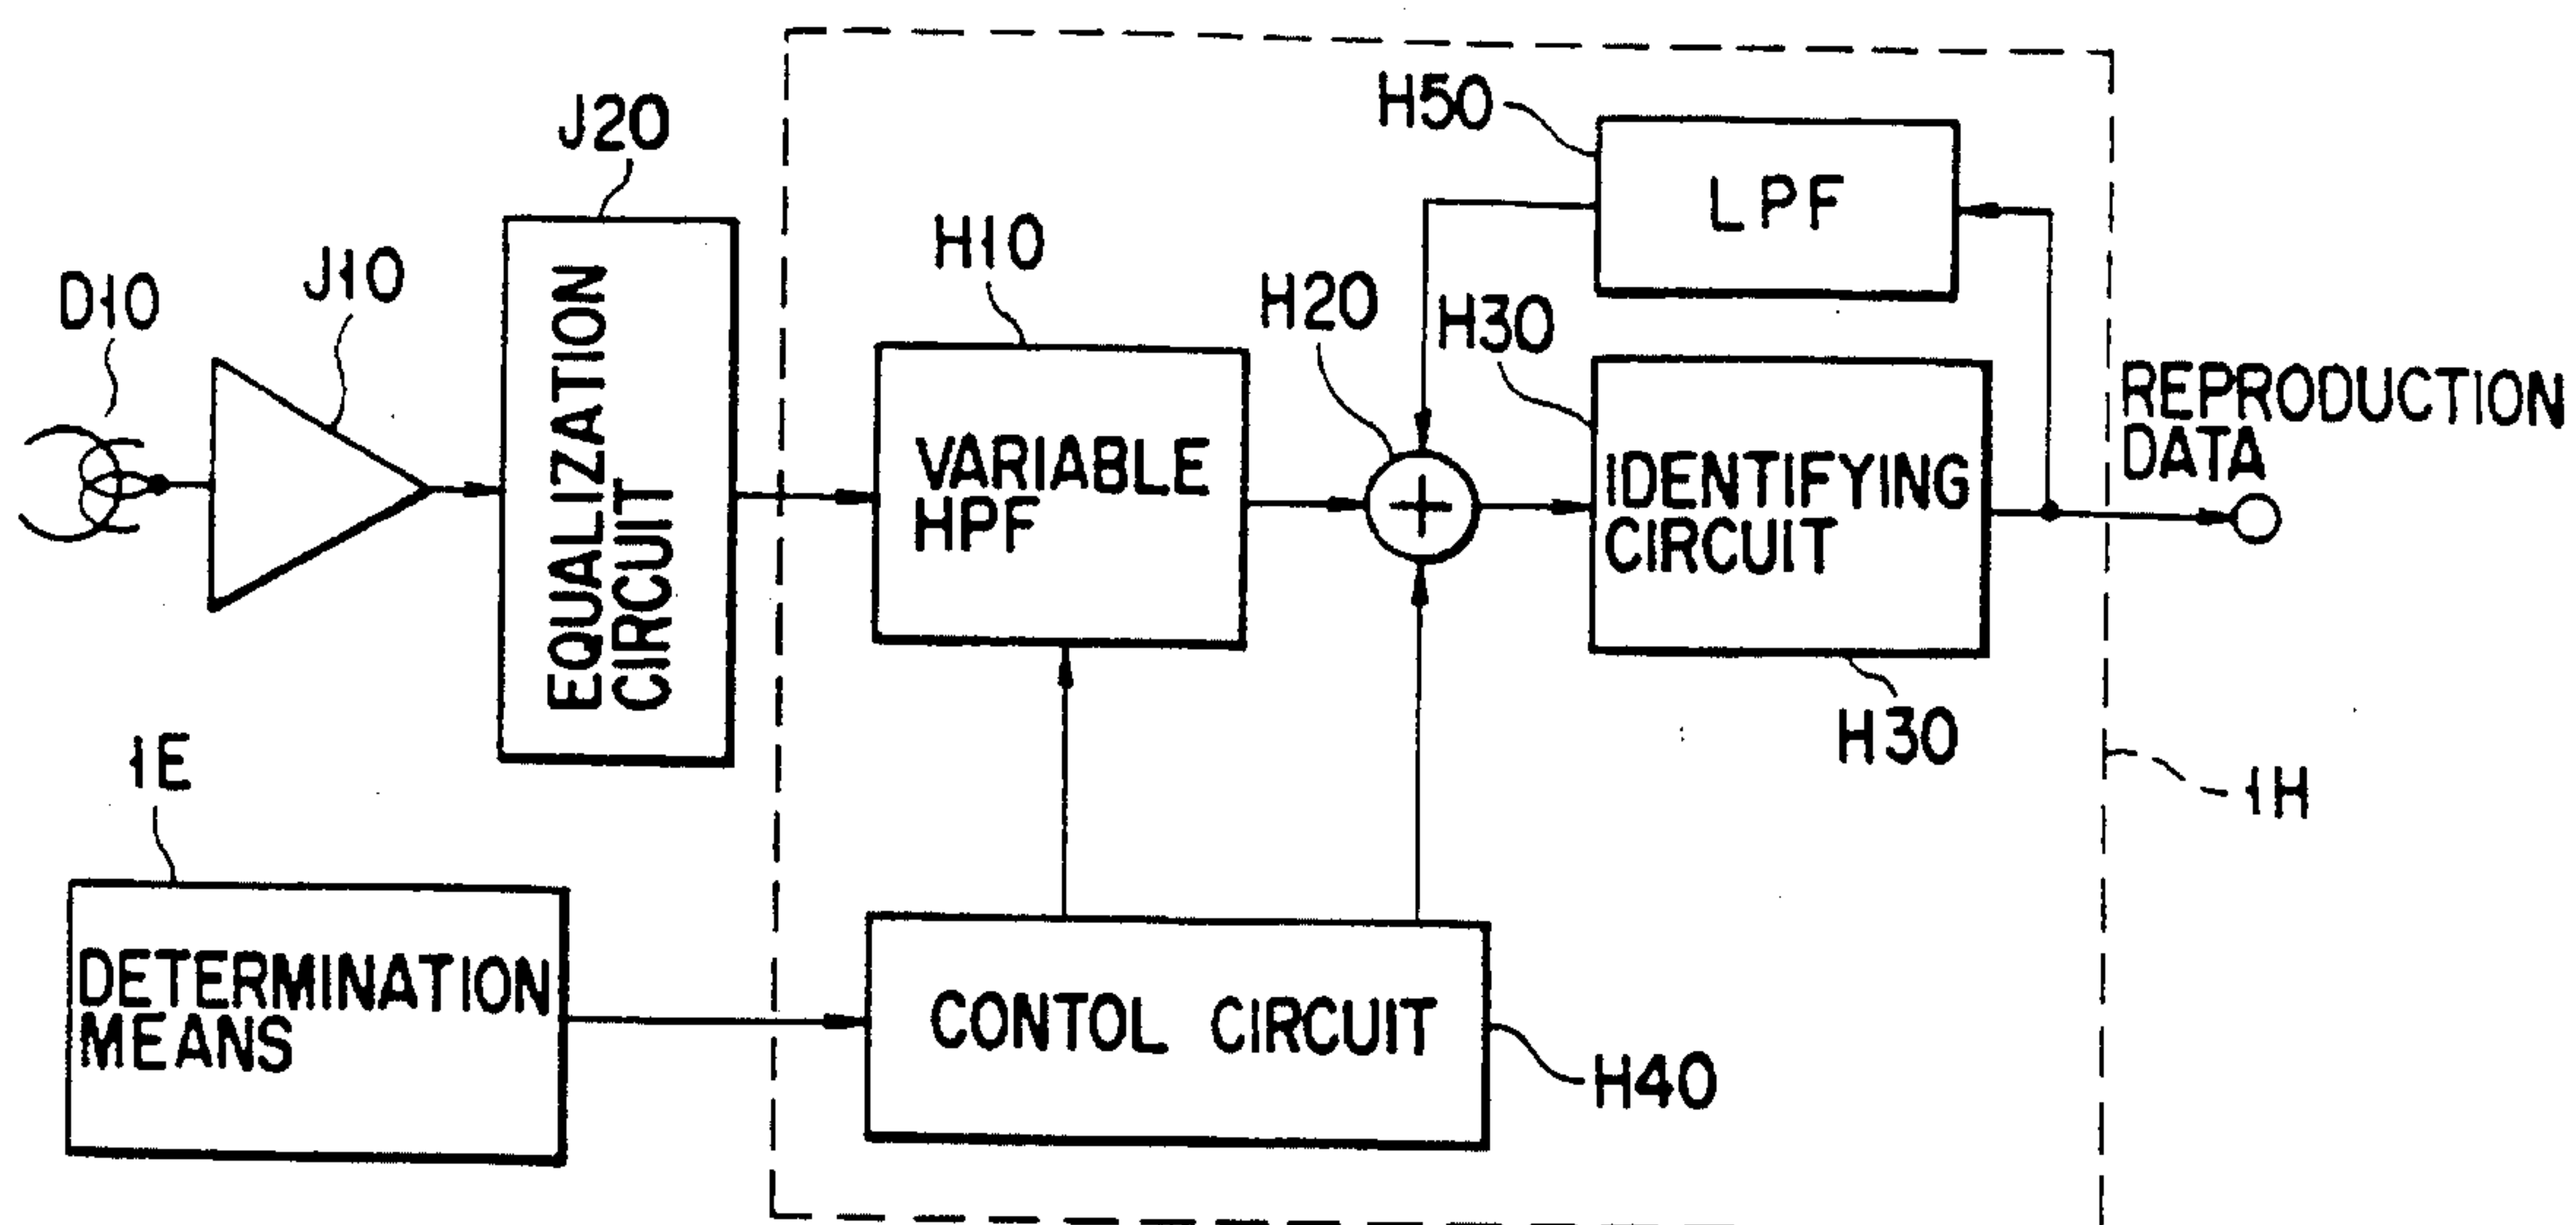 H50
LPF
J20
H10
J10
D10
H20
H30
EQUALIZATION
CIRCUIT
VARIABLE
HPF
IDENTIFYING
CIRCUIT
REPRODUCTION
DATA
H30
1E
1H
DETERMINATION
MEANS
CONTOL CIRCUIT
H40